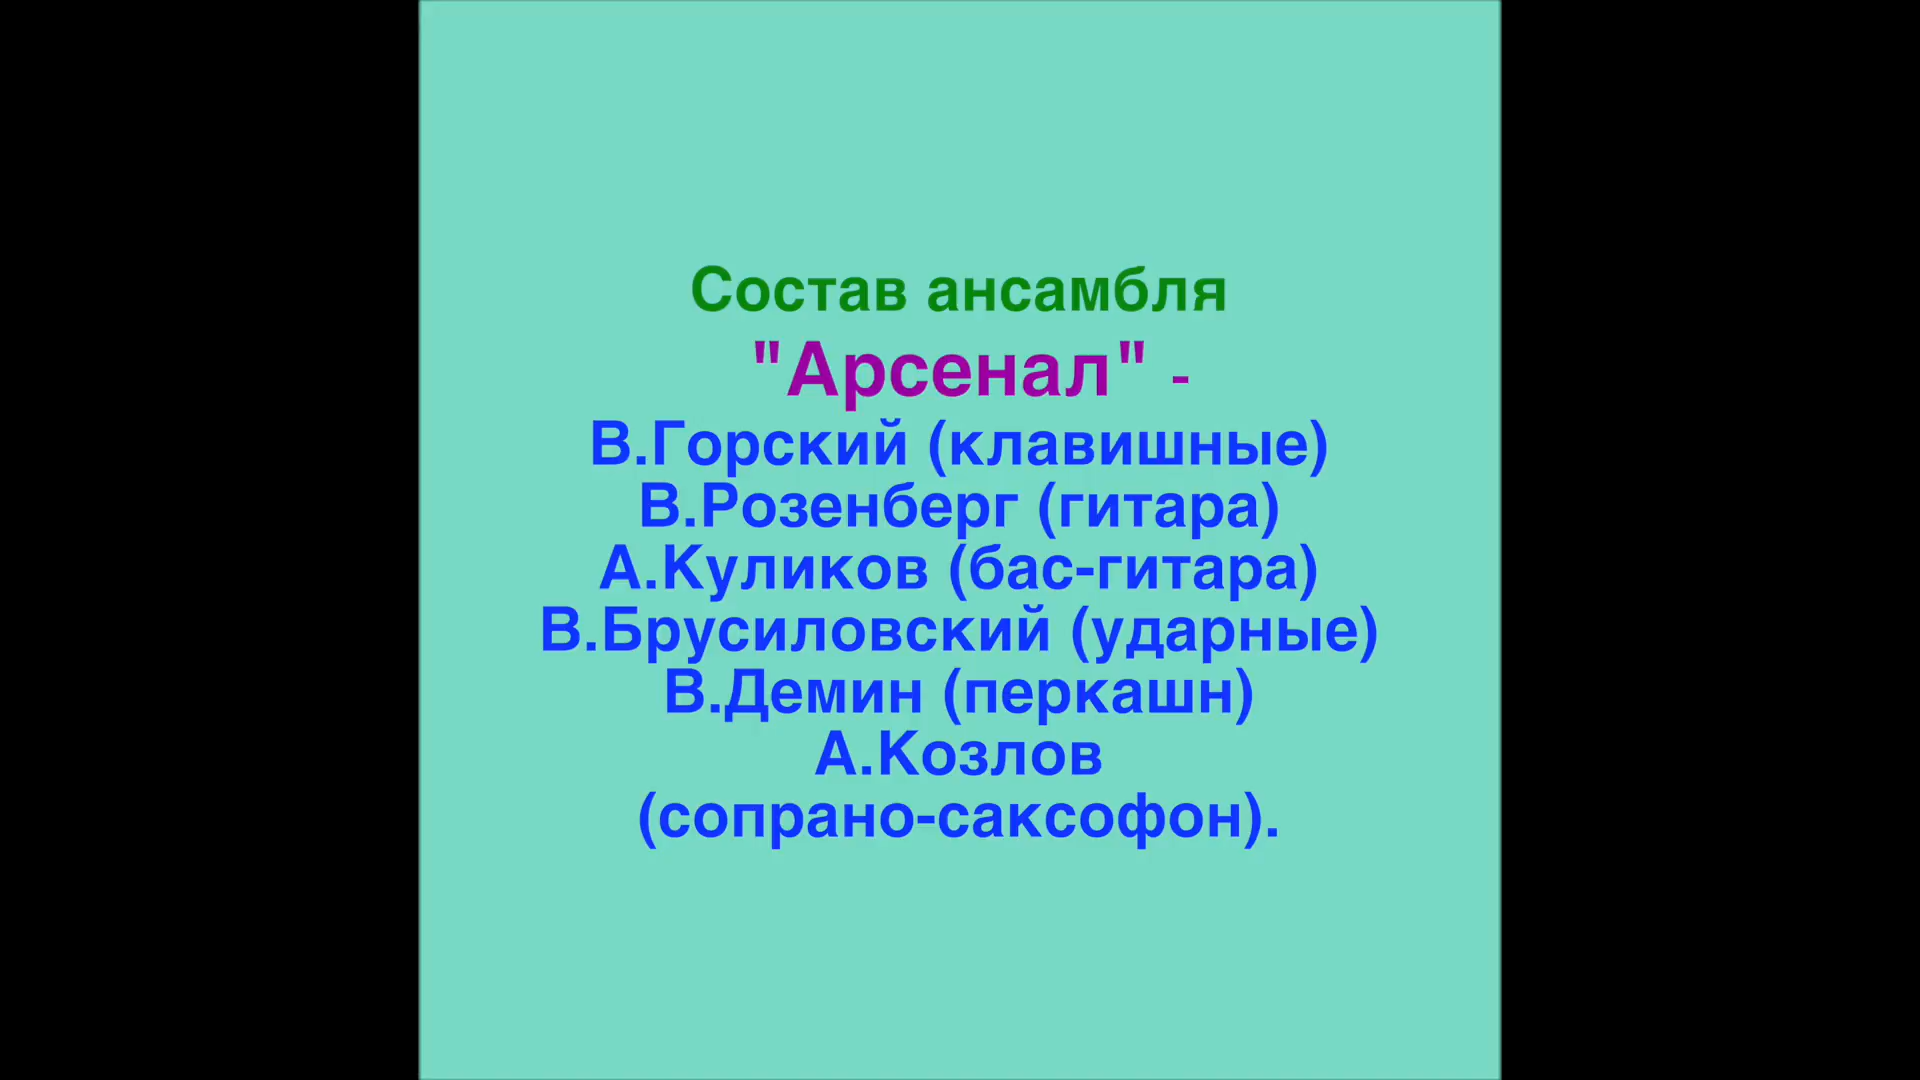 Состав ансамбля
"Арсенал" -
В.Горский (клавишные)
В.Розенберг (гитара)
А.Куликов (бас-гитара)
В.Брусиловский (ударные)
В.Демин (перкашн)
А.Козлов
(сопрано-саксофон).